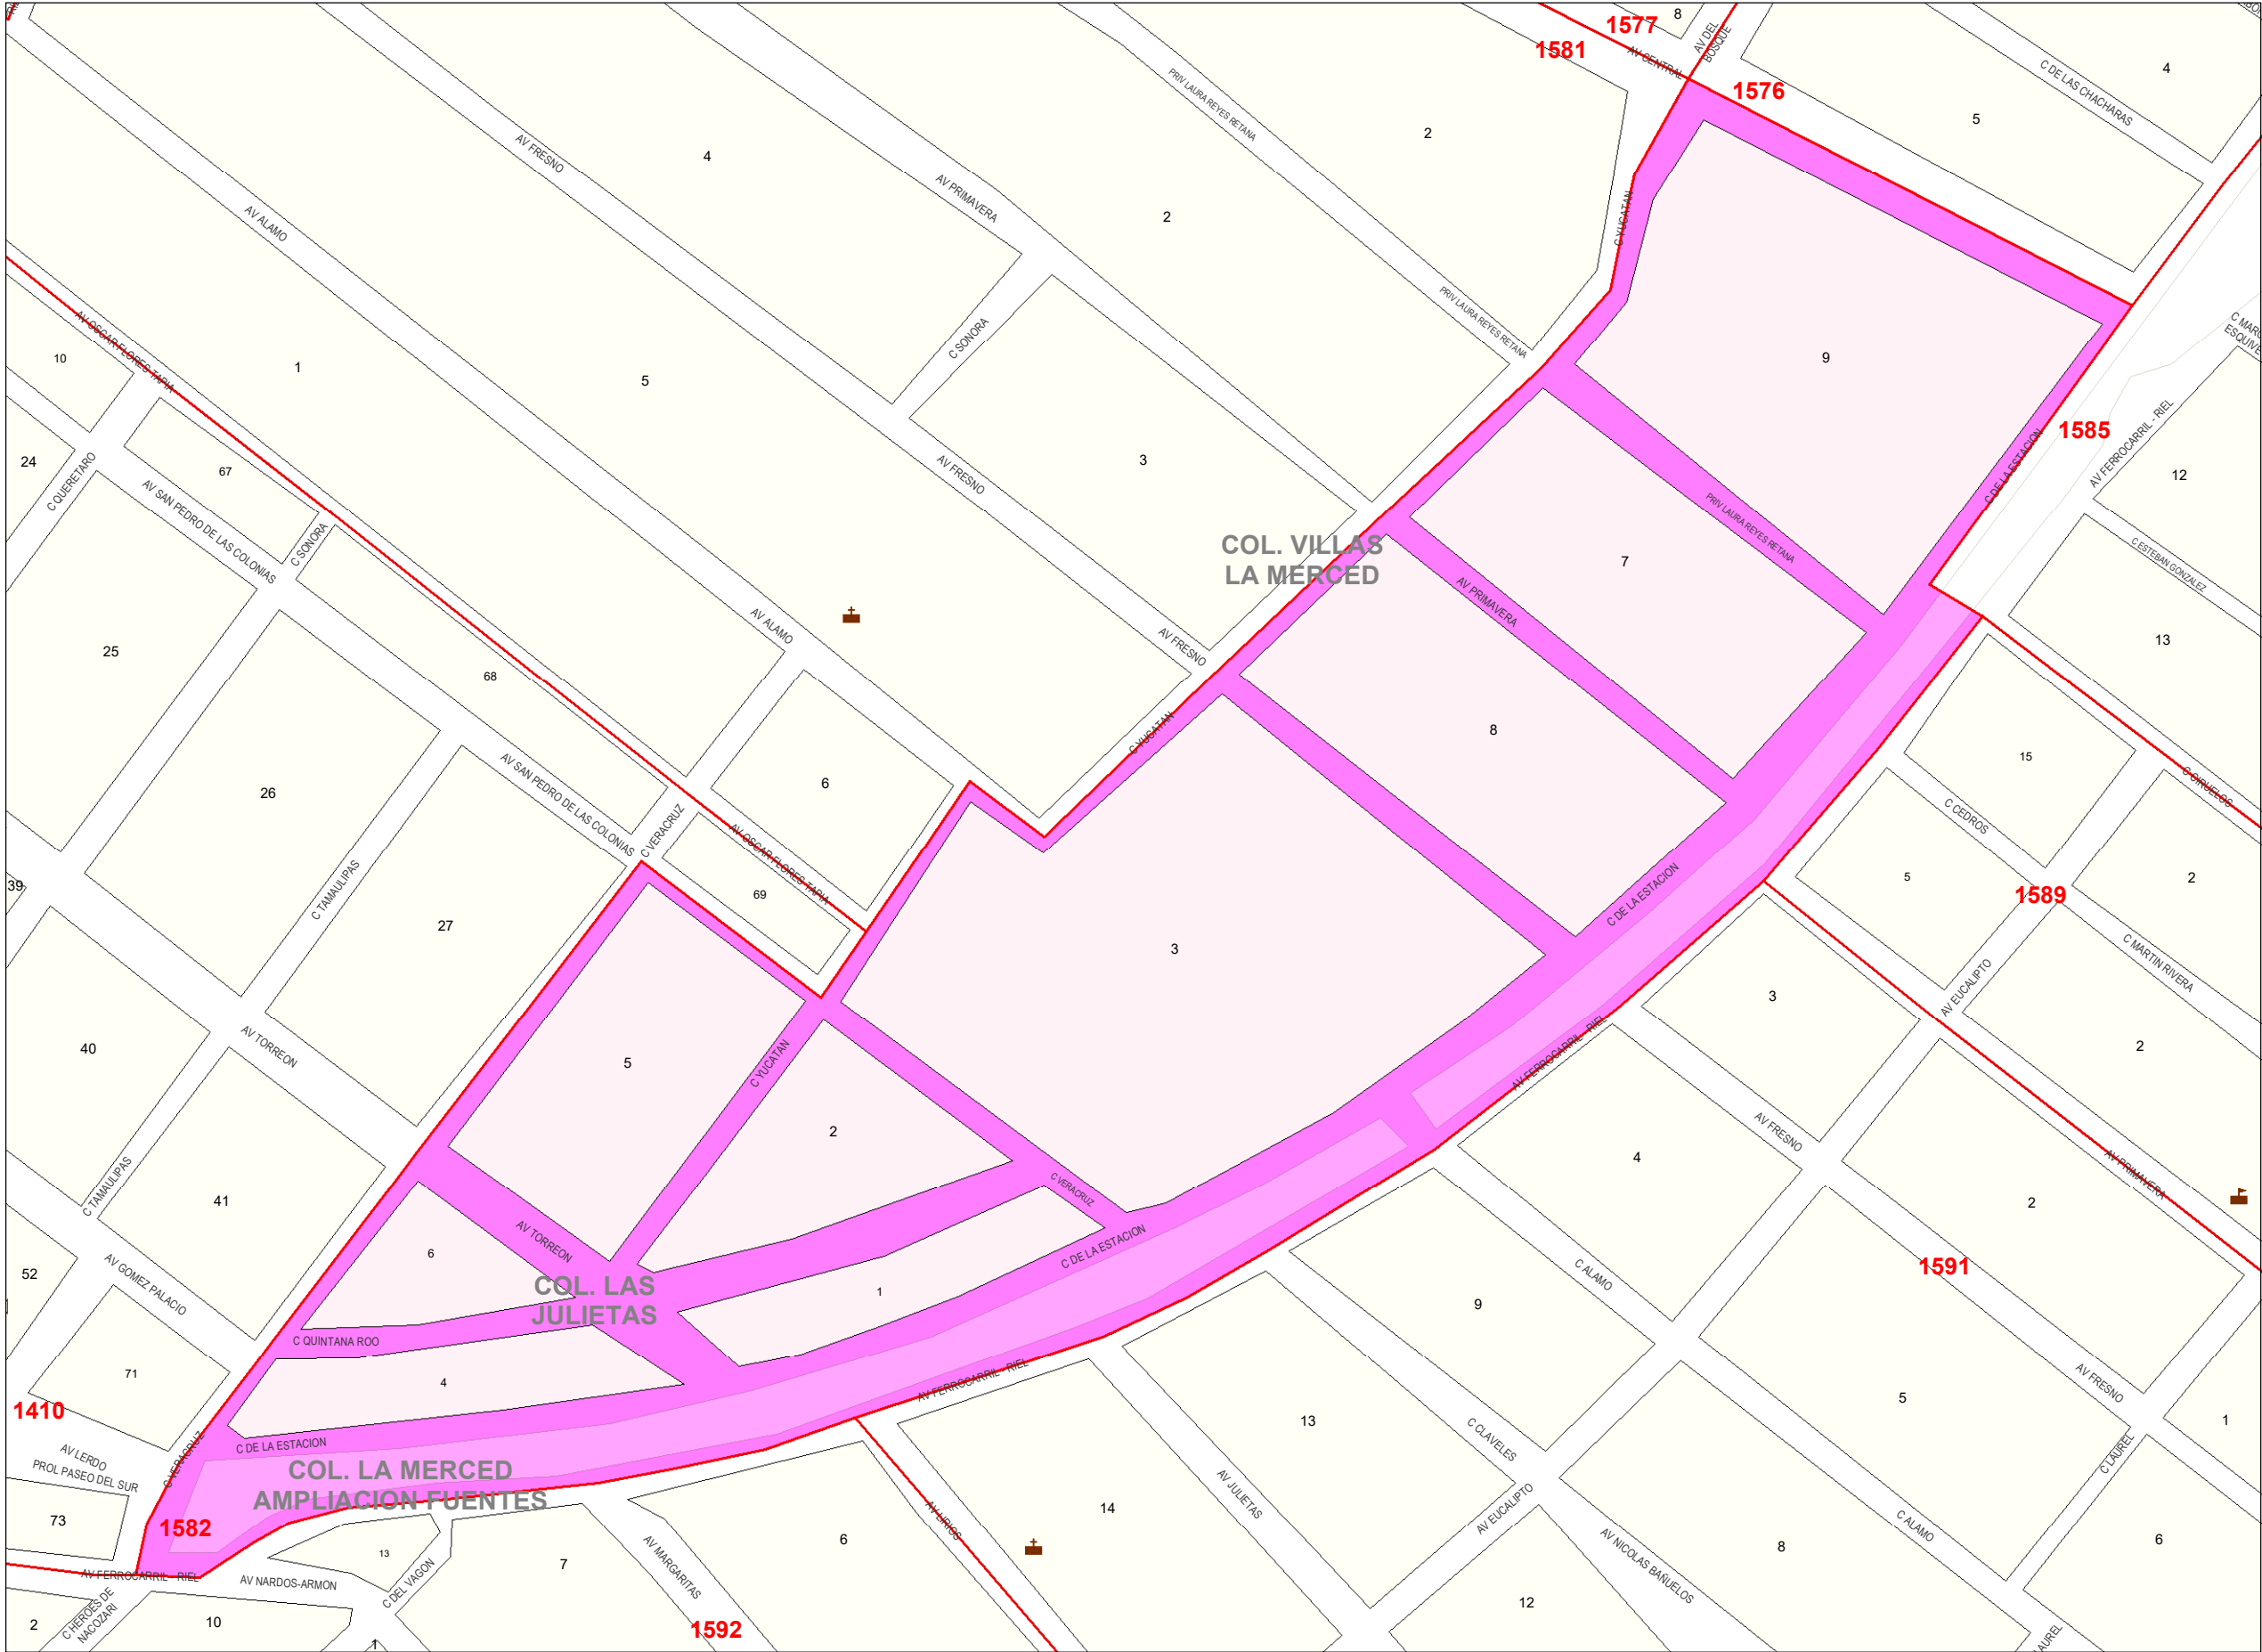 8
1577
AV DEL
BOSQUE
1581
AV CENTRAL
4
C DE LAS CHACHARAS
1576
5
PRIV LAURA REYES RETANA
2
4
AV FRESNO
AV PRIMAVERA
2
AV ALAMO
C YUCATAN
C SONORA
PRIV LAURA REYES RETANA
9
AV OSCAR FLORES TAPIA
10
1
5
1585
AV FERROCARRIL - RIEL
24
C QUERETARO
67
AV SAN PEDRO DE LAS COLONIAS
C SONORA
3
AV FRESNO
C DE LA ESTACION
12
PRIV LAURA REYES RETANA
COL. VILLAS
LA MERCED
7
C ESTEBAN GONZALEZ
AV PRIMAVERA
25
68
AV ALAMO
AV FRESNO
13
C YUCATAN
8
15
C CIRUELOS
26
AV SAN PEDRO DE LAS COLONIAS
6
C VERACRUZ
AV OSCAR FLORES TAPIA
C CEDROS
39
C TAMAULIPAS
69
C DE LA ESTACION
5
1589
2
27
3
C MARTIN RIVERA
AV EUCALIPTO
3
40
AV TORREON
5
C YUCATAN
AV FERROCARRIL - RIEL
2
2
AV FRESNO
C TAMAULIPAS
41
C VERACRUZ
4
AV PRIMAVERA
2
AV TORREON
6
C DE LA ESTACION
52
AV GOMEZ PALACIO
COL. LAS
JULIETAS
1
C ALAMO
1591
9
C QUINTANA ROO
71
4
AV FERROCARRIL - RIEL
AV FRESNO
1410
5
13
1
C VERACRUZ
C DE LA ESTACION
C CLAVELES
C LAUREL
AV LERDO
PROL PASEO DEL SUR
COL. LA MERCED
AMPLIACION FUENTES
AV JULIETAS
AV EUCALIPTO
14
73
1582
AV LIRIOS
C ALAMO
6
6
8
13
7
AV MARGARITAS
AV NICOLAS BAÑUELOS
AV FERROCARRIL - RIEL
AV NARDOS-ARMON
C DEL VAGON
2
C HEROES DE
NACOZARI
10
1
1592
12